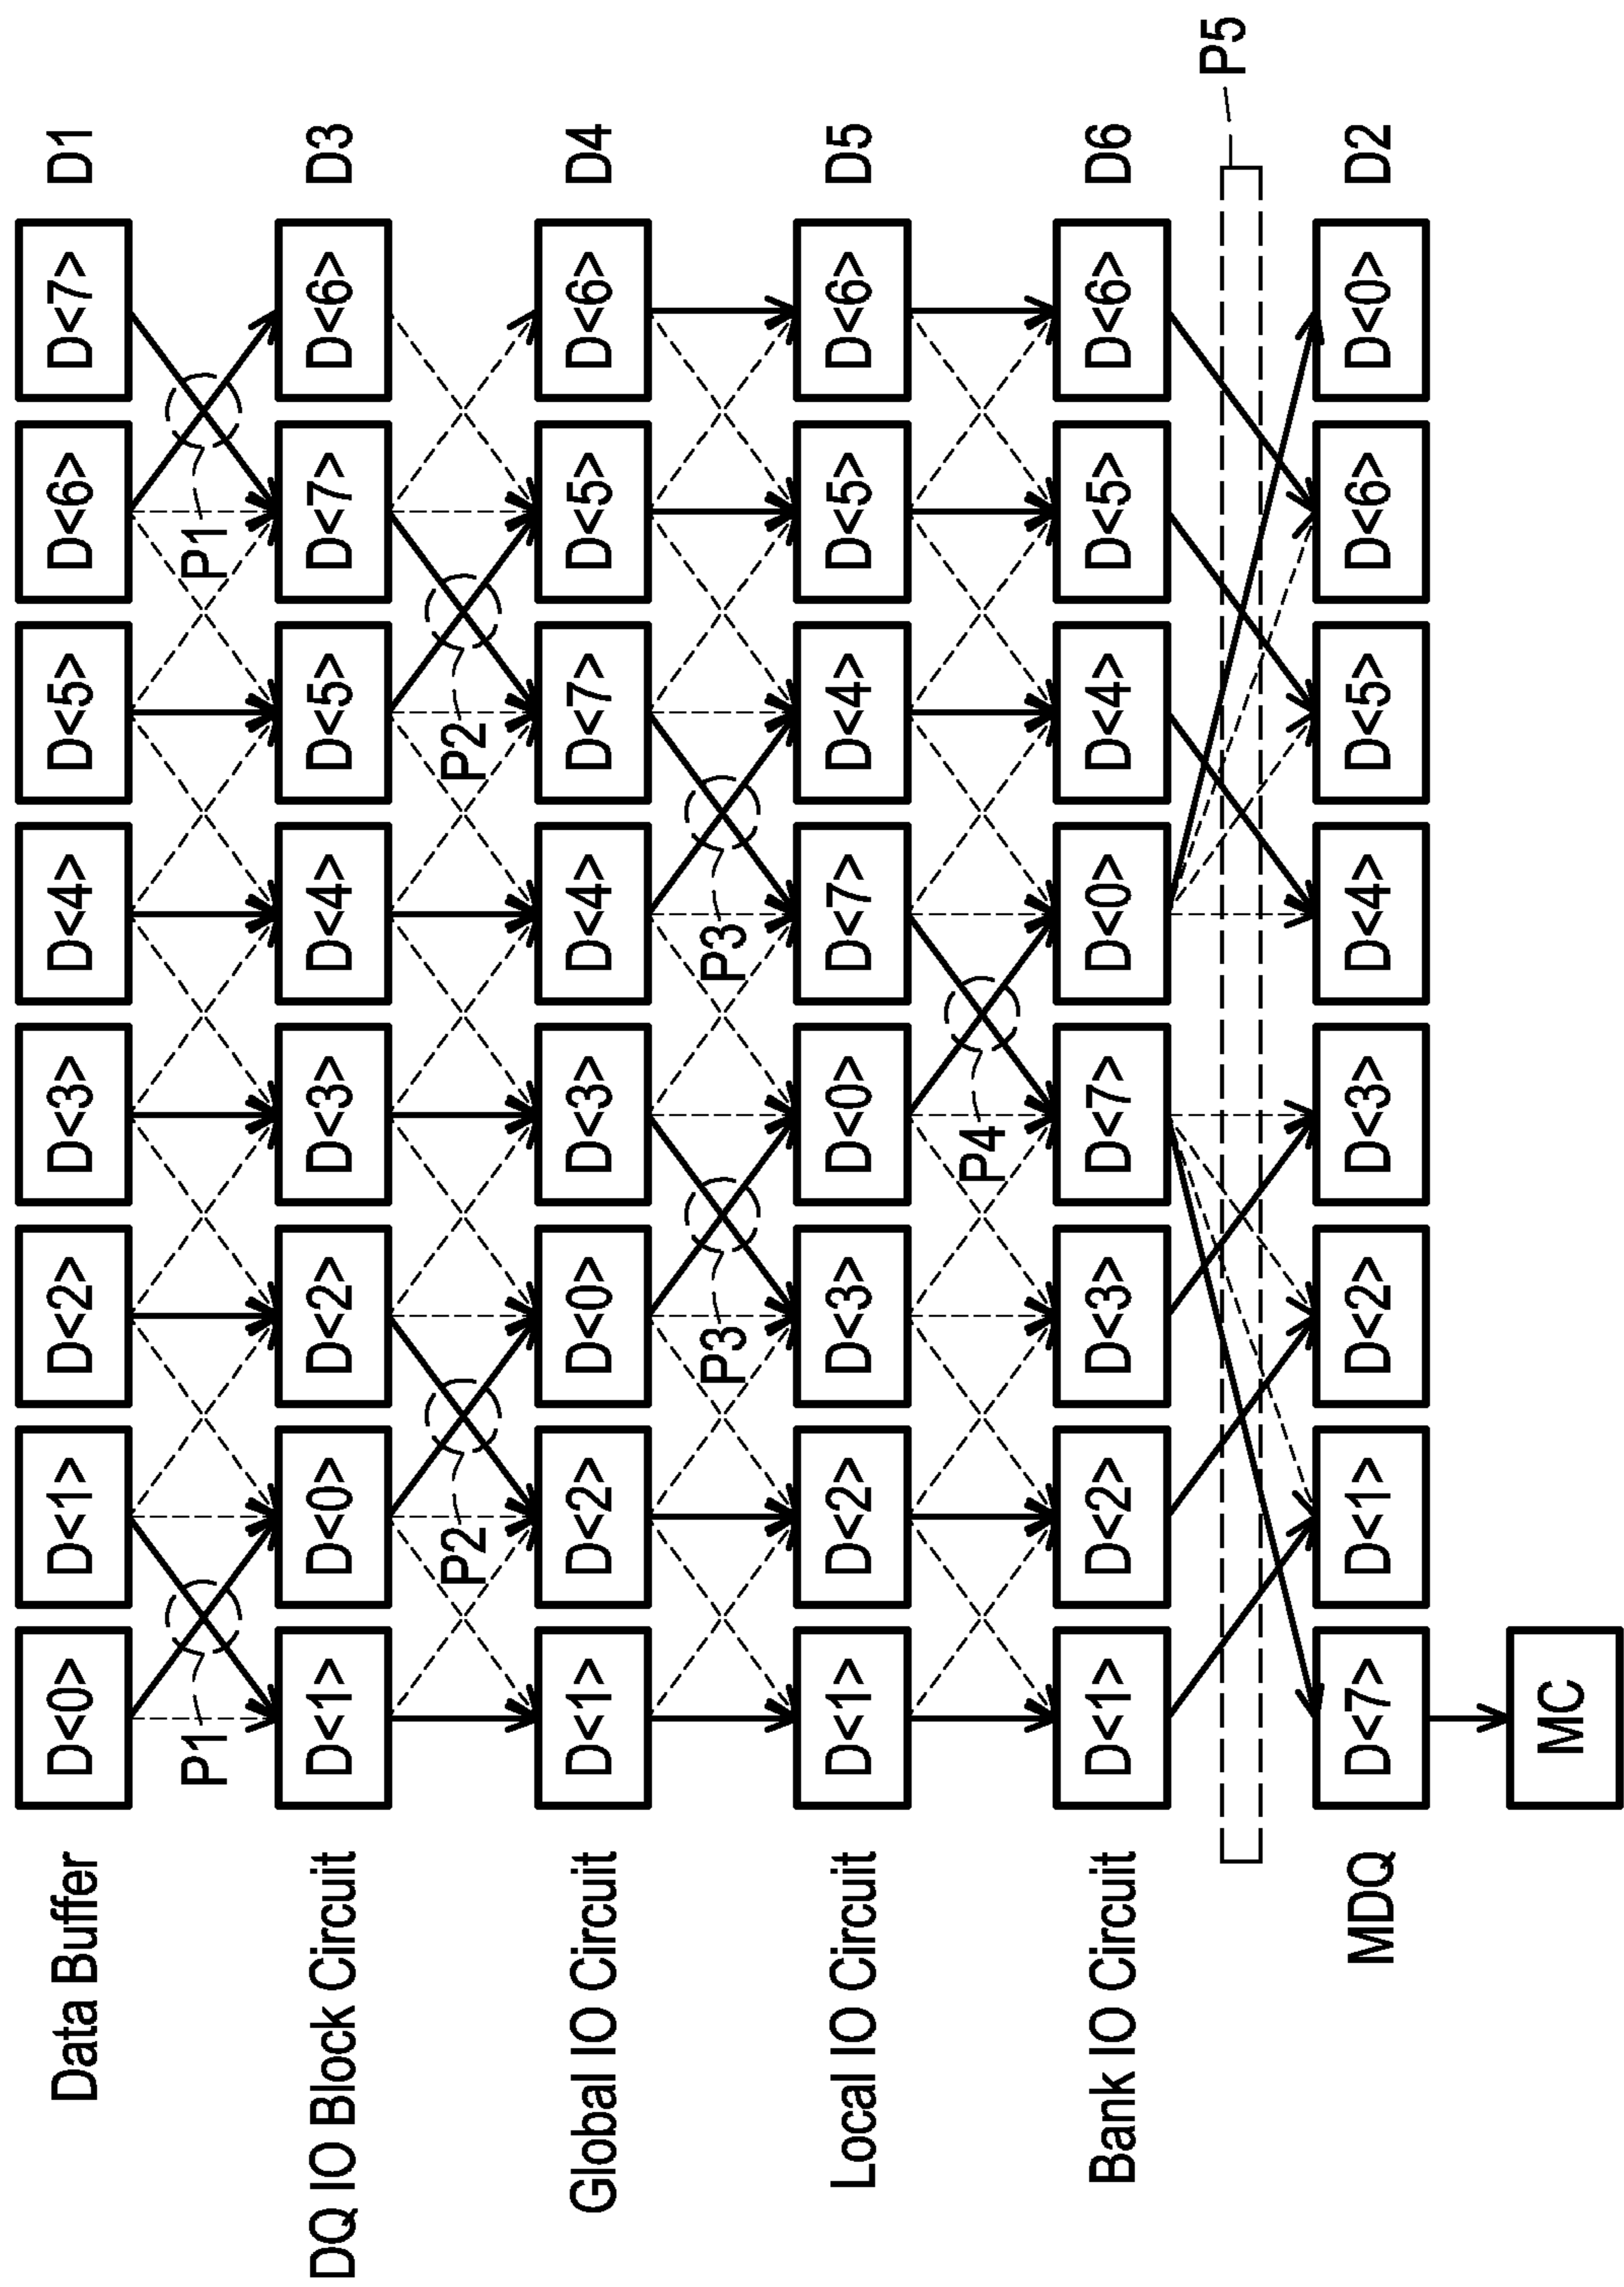 Data Buffer D<0> D<1> D<2> D<3> D<4> D<5> D<6> D<7> D1
P1 P1
DQ IO Block Circuit D<1> D<0> D<2> D<3> D<4> D<5> D<7> D<6> D3
P2 P2
Global IO Circuit D<1> D<2> D<0> D<3> D<4> D<7> D<5> D<6> D4
P3 P3
Local IO Circuit D<1> D<2> D<3> D<0> D<7> D<4> D<5> D<6> D5
P4
Bank IO Circuit D<1> D<2> D<3> D<7> D<0> D<4> D<5> D<6> D6
P5
MDQ D<7> D<1> D<2> D<3> D<4> D<5> D<6> D<0> D2
MC